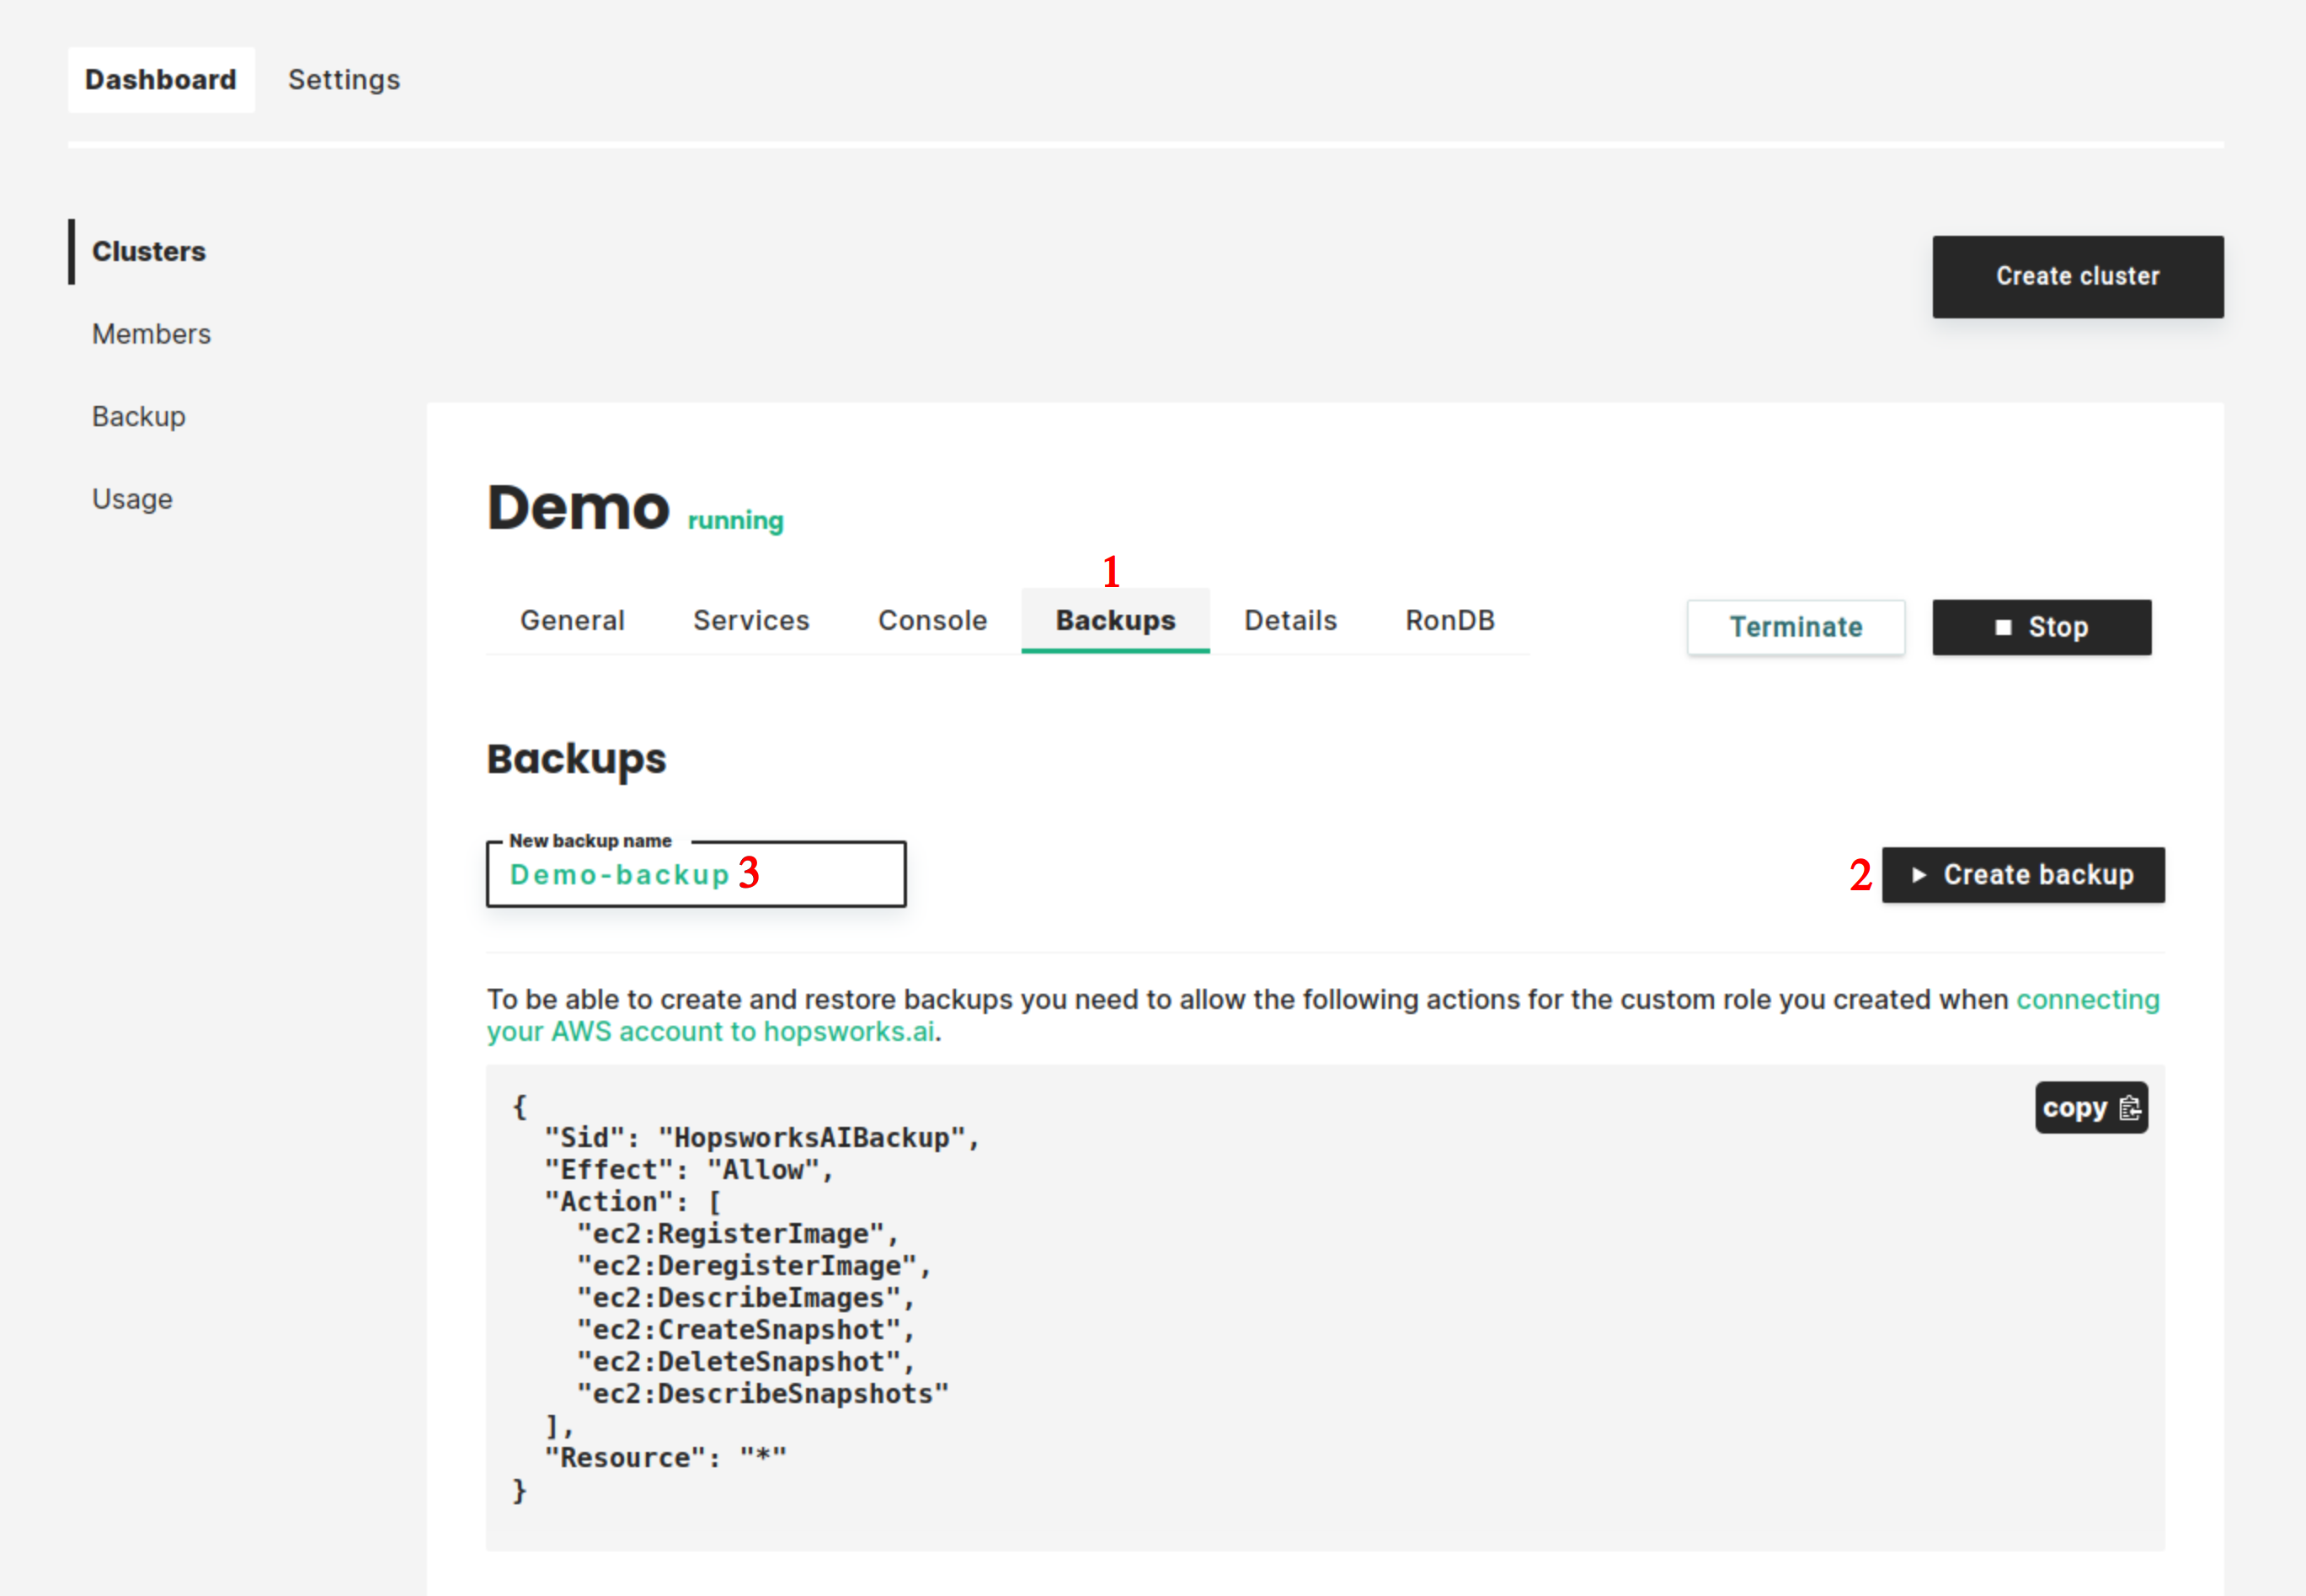 Dashboard Settings
Clusters
Create cluster
Members
Backup
Usage
Demo running
1
General Services Console Backups Details RonDB Terminate Stop
Backups
New backup name
Demo-backup 3
2 Create backup
To be able to create and restore backups you need to allow the following actions for the custom role you created when connecting
your AWS account to hopsworks.ai.
copy
{
  "Sid": "HopsworksAIBackup",
  "Effect": "Allow",
  "Action": [
    "ec2:RegisterImage",
    "ec2:DeregisterImage",
    "ec2:DescribeImages",
    "ec2:CreateSnapshot",
    "ec2:DeleteSnapshot",
    "ec2:DescribeSnapshots"
  ],
  "Resource": "*"
}